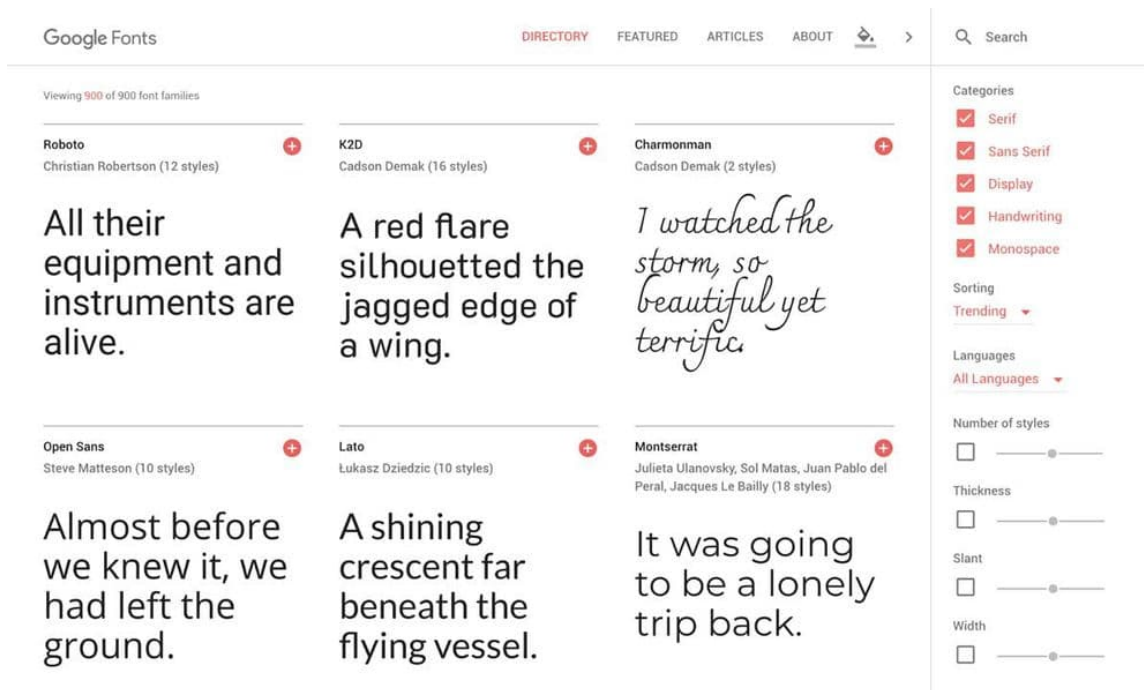 Google Fonts
DIRECTORY FEATURED ARTICLES ABOUT
Search
Viewing 900 of 900 font families
Roboto
Christian Robertson (12 styles)
All their
equipment and
instruments are
alive.
K2D
Cadson Demak (16 styles)
A red flare
silhouetted the
jagged edge of
a wing.
Charmonman
Cadson Demak (2 styles)
I watched the
storm, so
beautiful yet
terrific.
Open Sans
Steve Matteson (10 styles)
Almost before
we knew it, we
had left the
ground.
Lato
Łukasz Dziedzic (10 styles)
A shining
crescent far
beneath the
flying vessel.
Montserrat
Julieta Ulanovsky, Sol Matas, Juan Pablo del
Peral, Jacques Le Bailly (18 styles)
It was going
to be a lonely
trip back.
Categories
Serif
Sans Serif
Display
Handwriting
Monospace
Sorting
Trending
Languages
All Languages
Number of styles
Thickness
Slant
Width